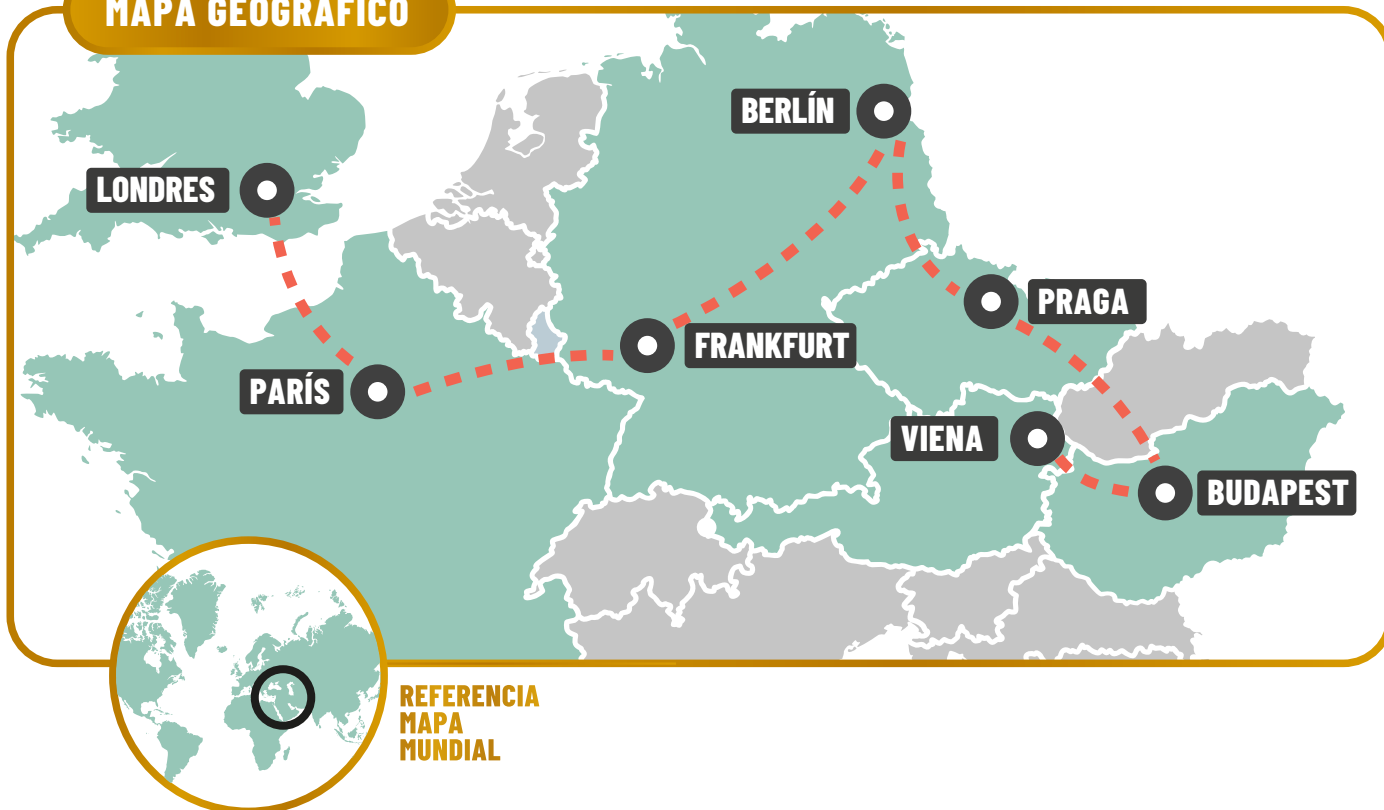 MAPA GEOGRÁFICO
BERLÍN
LONDRES
PRAGA
FRANKFURT
PARÍS
VIENA
BUDAPEST
REFERENCIA
MAPA
MUNDIAL